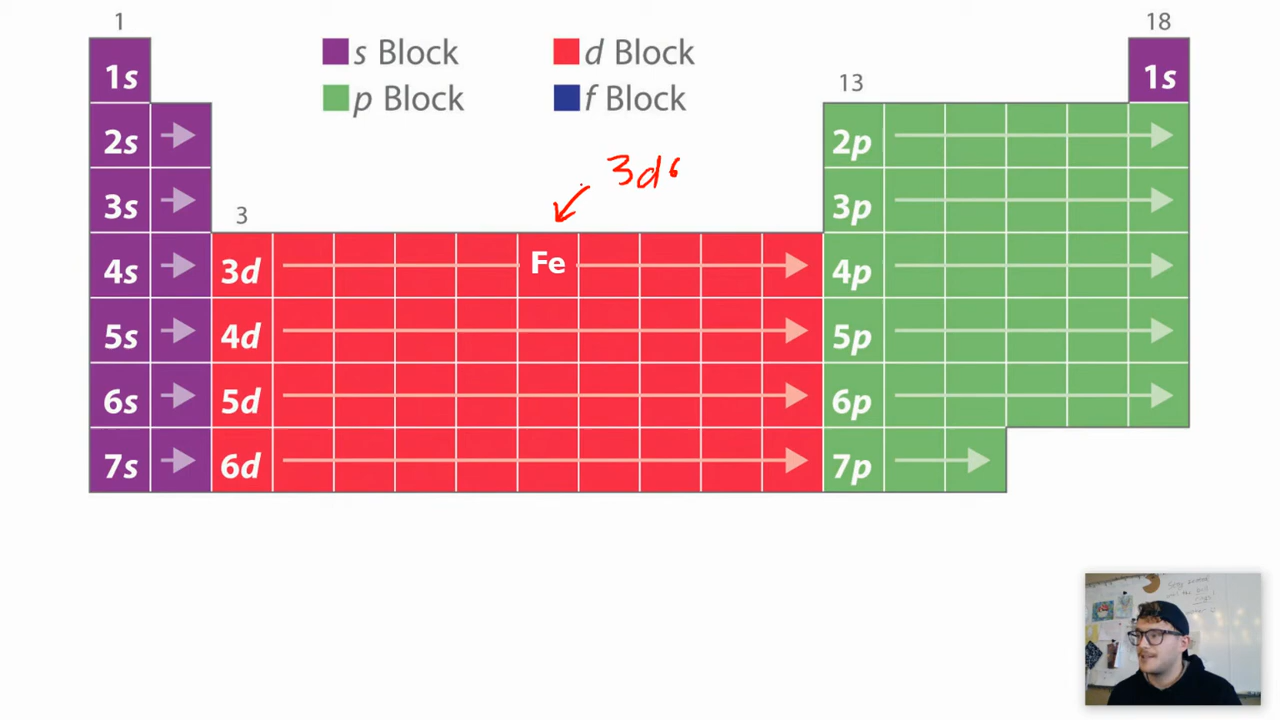 1 18
s Block d Block
p Block f Block
1s 1s
13
2s 2p
3d⁶
3s 3p
3
4s 3d Fe 4p
5s 4d 5p
6s 5d 6p
7s 6d 7p